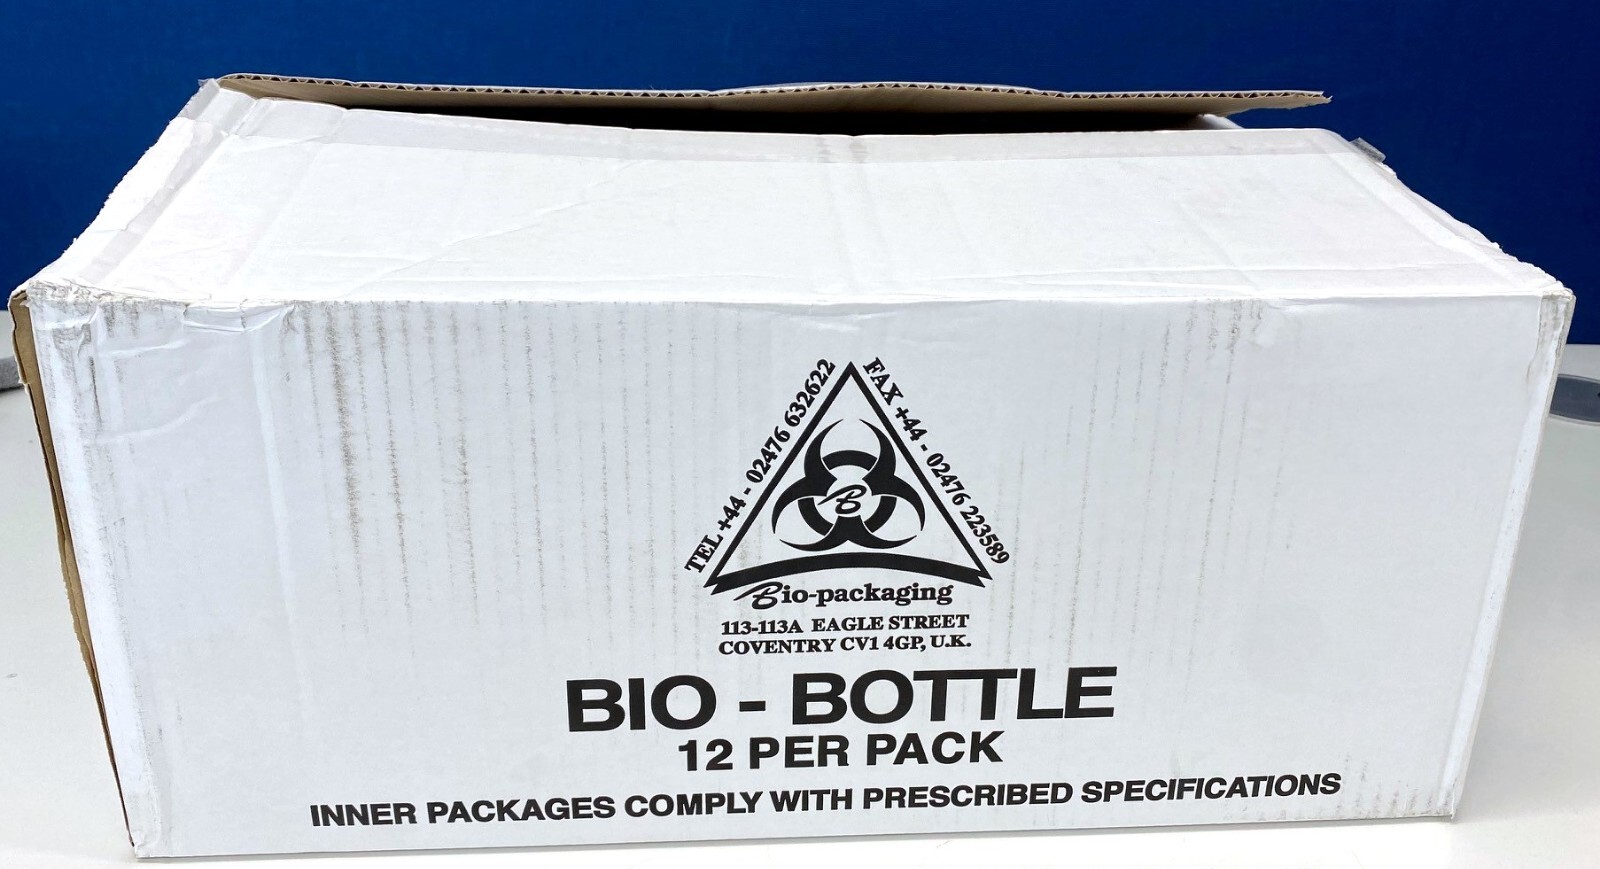 TEL +44 - 02476 632622
FAX +44 - 02476 223589
B
Bio-packaging
113-113A EAGLE STREET
COVENTRY CV1 4GP, U.K.
BIO - BOTTLE
12 PER PACK
INNER PACKAGES COMPLY WITH PRESCRIBED SPECIFICATIONS